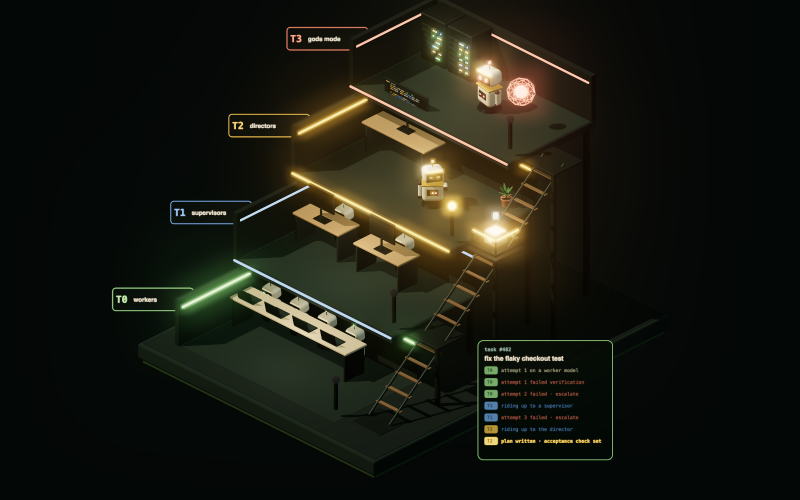 T3 gods mode
T2 directors
T1 supervisors
T0 workers
task #482
fix the flaky checkout test
T0 attempt 1 on a worker model
T0 attempt 1 failed verification
T0 attempt 2 failed · escalate
T1 riding up to a supervisor
T1 attempt 3 failed · escalate
T2 riding up to the director
T2 plan written · acceptance check set